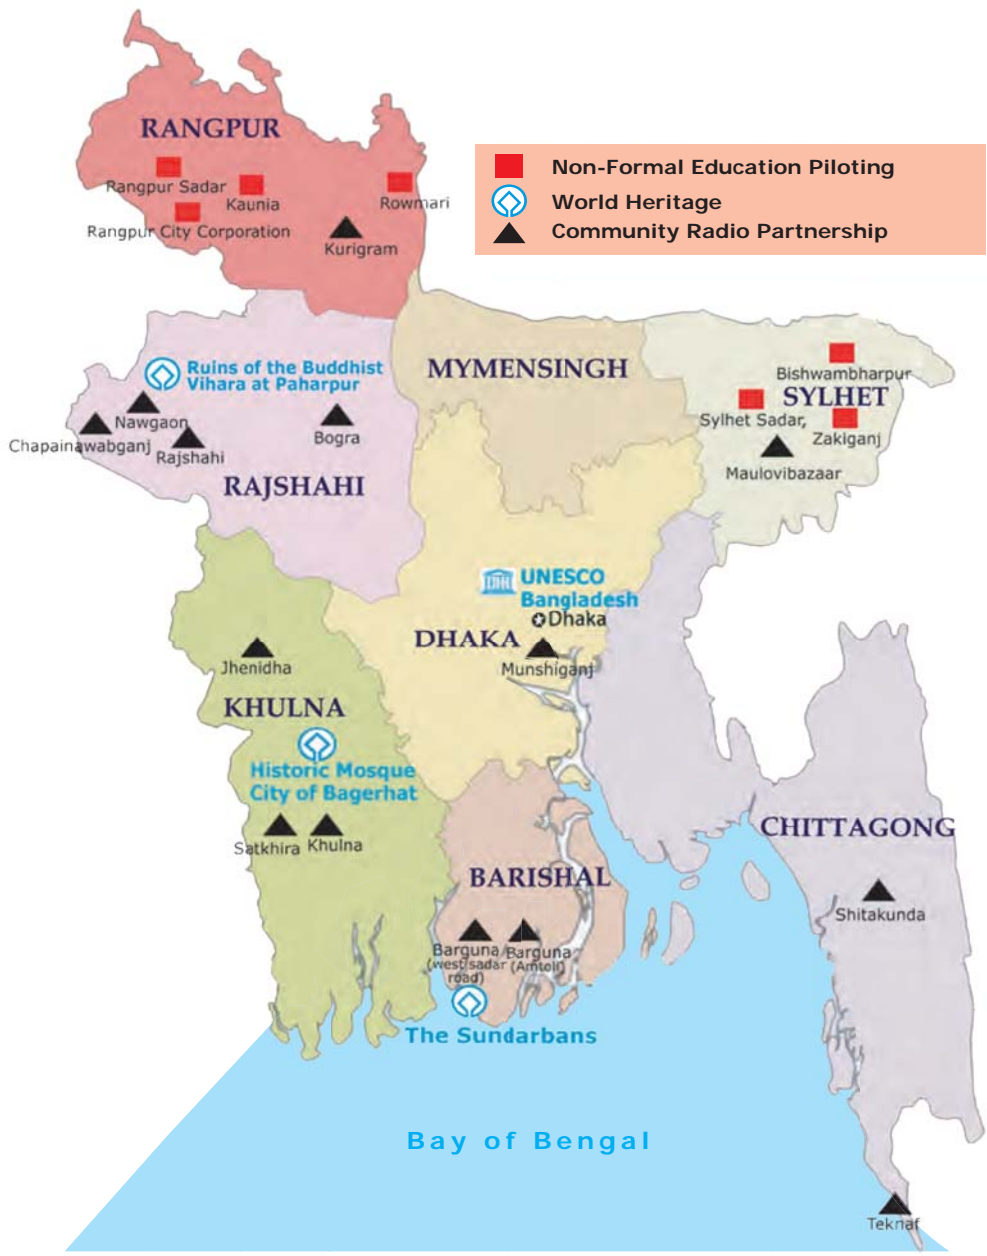 RANGPUR
Rangpur Sadar
Kaunia
Rowmari
Rangpur City Corporation
Kurigram
Non-Formal Education Piloting
World Heritage
Community Radio Partnership
Ruins of the Buddhist
Vihara at Paharpur
Nawgaon
Chapainawabganj
Rajshahi
Bogra
RAJSHAHI
MYMENSINGH
Bishwambharpur
SYLHET
Sylhet Sadar,
Zakiganj
Maulovibazaar
UNESCO
Bangladesh
Dhaka
DHAKA
Munshiganj
Jhenidha
KHULNA
Historic Mosque
City of Bagerhat
Satkhira
Khulna
CHITTAGONG
Shitakunda
BARISHAL
Barguna
(west sadar
road)
Barguna
(Amtoli)
The Sundarbans
Bay of Bengal
Teknaf